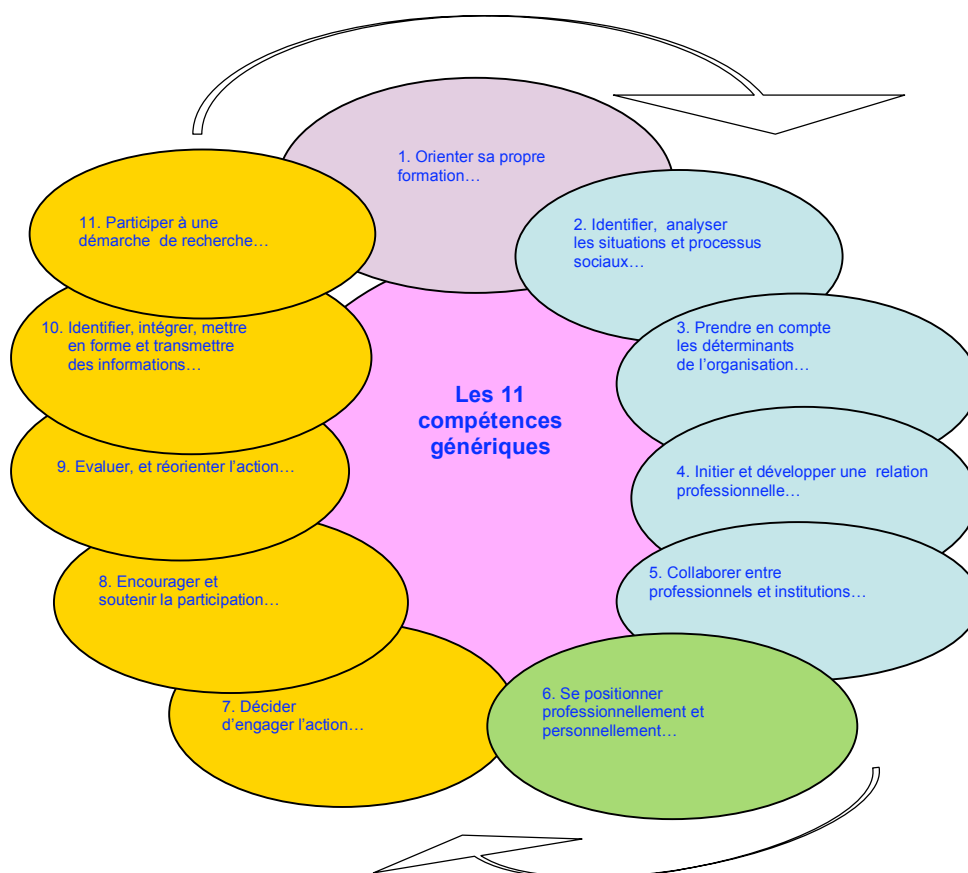 1. Orienter sa propre
formation…
2. Identifier, analyser
les situations et processus
sociaux…
3. Prendre en compte
les déterminants
de l'organisation…
4. Initier et développer une relation
professionnelle…
5. Collaborer entre
professionnels et institutions…
6. Se positionner
professionnellement et
personnellement…
7. Décider
d'engager l'action…
8. Encourager et
soutenir la participation…
9. Evaluer, et réorienter l'action…
10. Identifier, intégrer, mettre
en forme et transmettre
des informations…
11. Participer à une
démarche de recherche…
Les 11
compétences
génériques